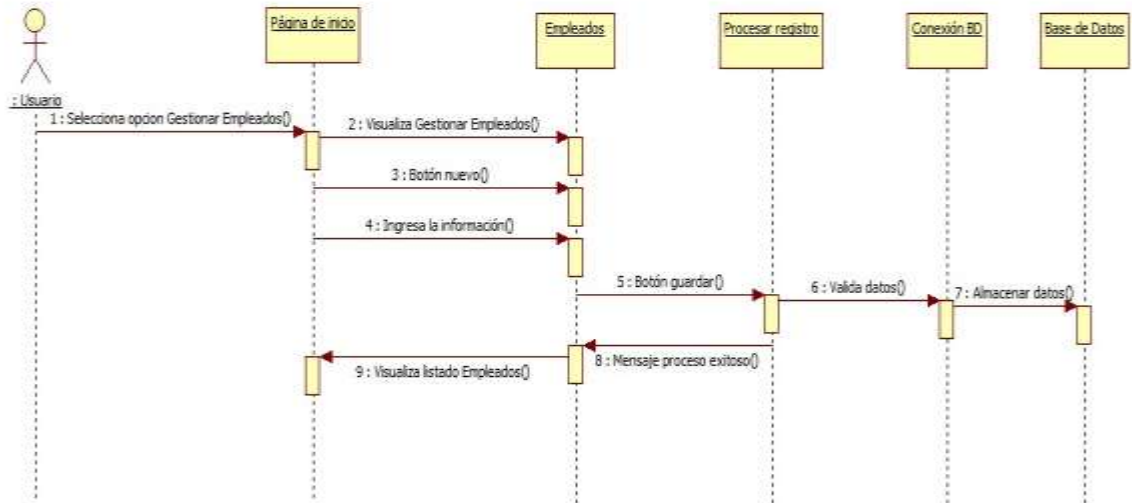 Página de inicio
Empleados
Procesar registro
Conexión BD
Base de Datos
: Usuario
1 : Selecciona opcion Gestionar Empleados()
2 : Visualiza Gestionar Empleados()
3 : Botón nuevo()
4 : Ingresa la información()
5 : Botón guardar()
6 : Valida datos()
7 : Almacenar datos()
8 : Mensaje proceso exitoso()
9 : Visualiza listado Empleados()